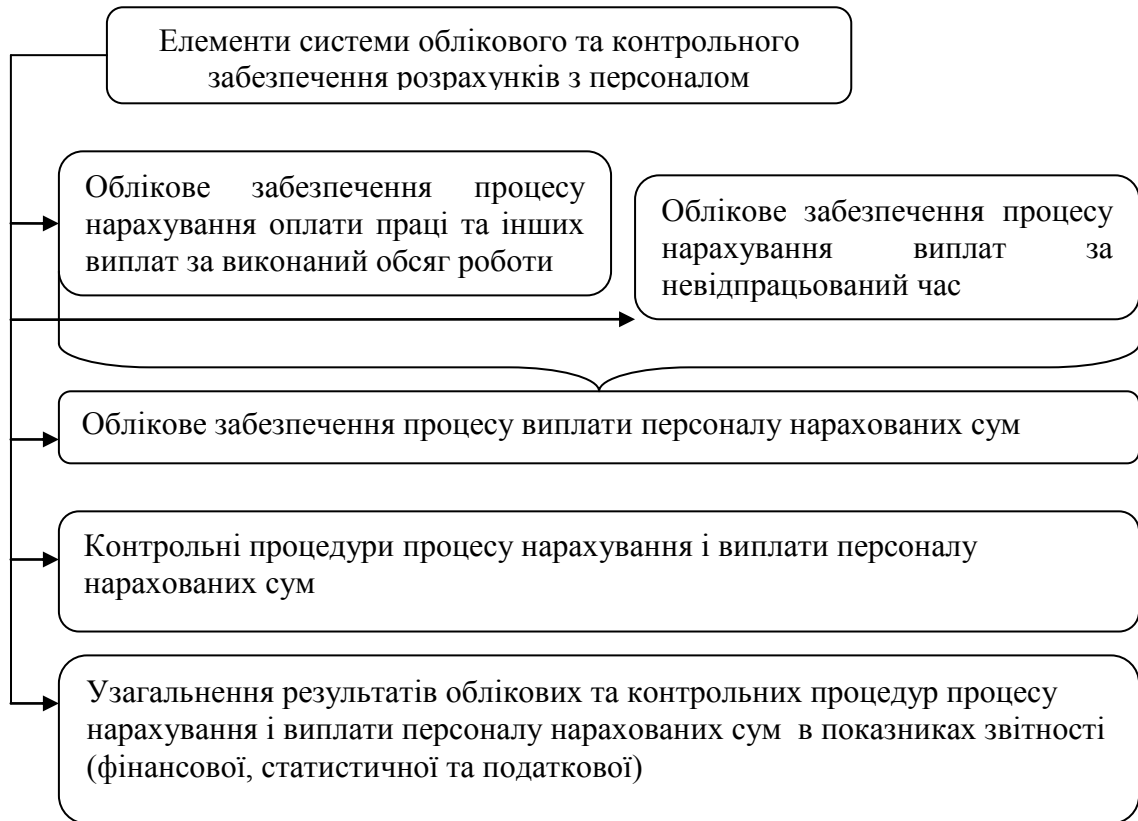 Елементи системи облікового та контрольного
забезпечення розрахунків з персоналом
Облікове забезпечення процесу
нарахування оплати праці та інших
виплат за виконаний обсяг роботи
Облікове забезпечення процесу
нарахування виплат за
невідпрацьований час
Облікове забезпечення процесу виплати персоналу нарахованих сум
Контрольні процедури процесу нарахування і виплати персоналу
нарахованих сум
Узагальнення результатів облікових та контрольних процедур процесу
нарахування і виплати персоналу нарахованих сум в показниках звітності
(фінансової, статистичної та податкової)